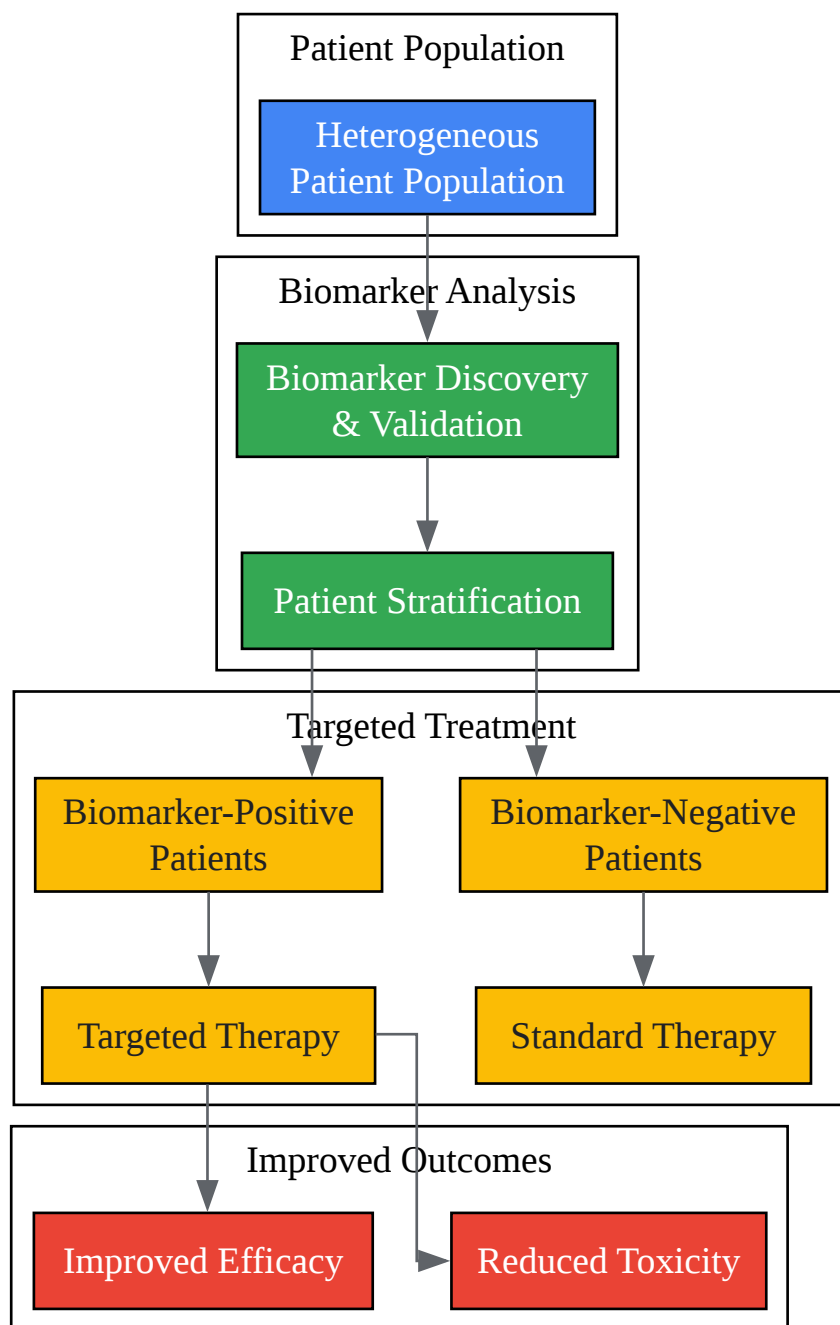 Patient Population
Heterogeneous
Patient Population
Biomarker Analysis
Biomarker Discovery
& Validation
Patient Stratification
Targeted Treatment
Biomarker-Positive
Patients
Biomarker-Negative
Patients
Targeted Therapy
Standard Therapy
Improved Outcomes
Improved Efficacy
Reduced Toxicity